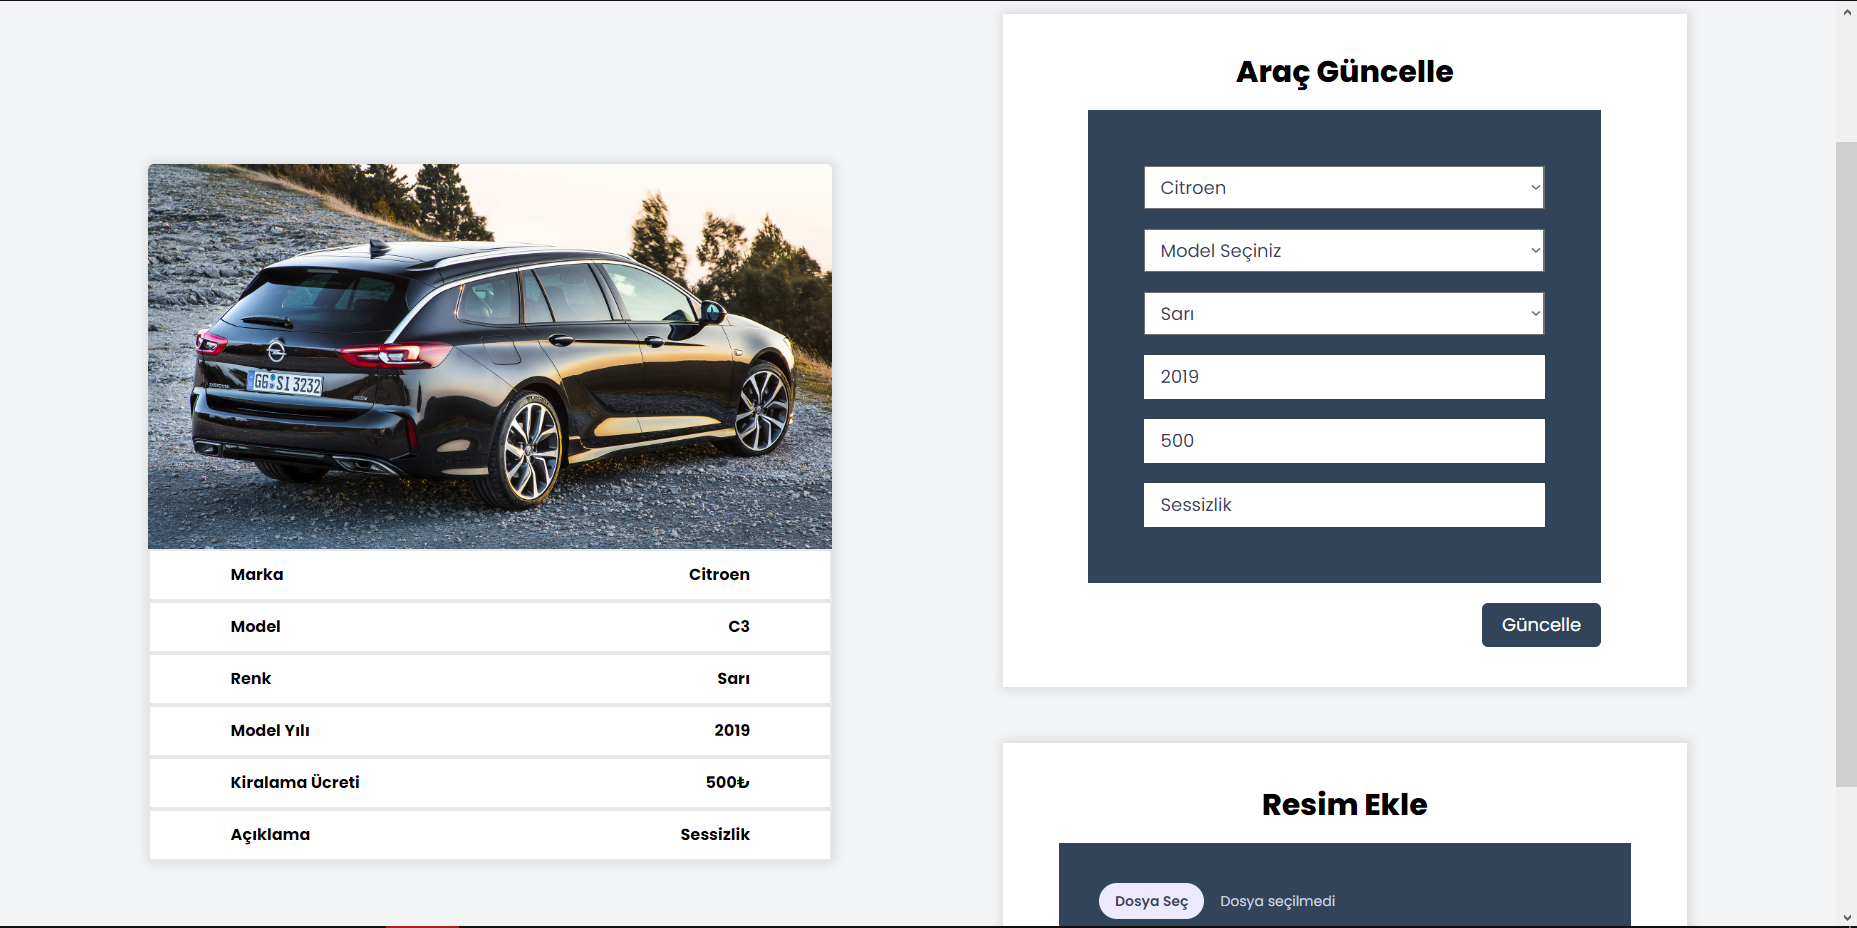 GG SI 3232
Marka Citroen
Model C3
Renk Sarı
Model Yılı 2019
Kiralama Ücreti 500₺
Açıklama Sessizlik
Araç Güncelle
Citroen
Model Seçiniz
Sarı
2019
500
Sessizlik
Güncelle
Resim Ekle
Dosya Seç Dosya seçilmedi